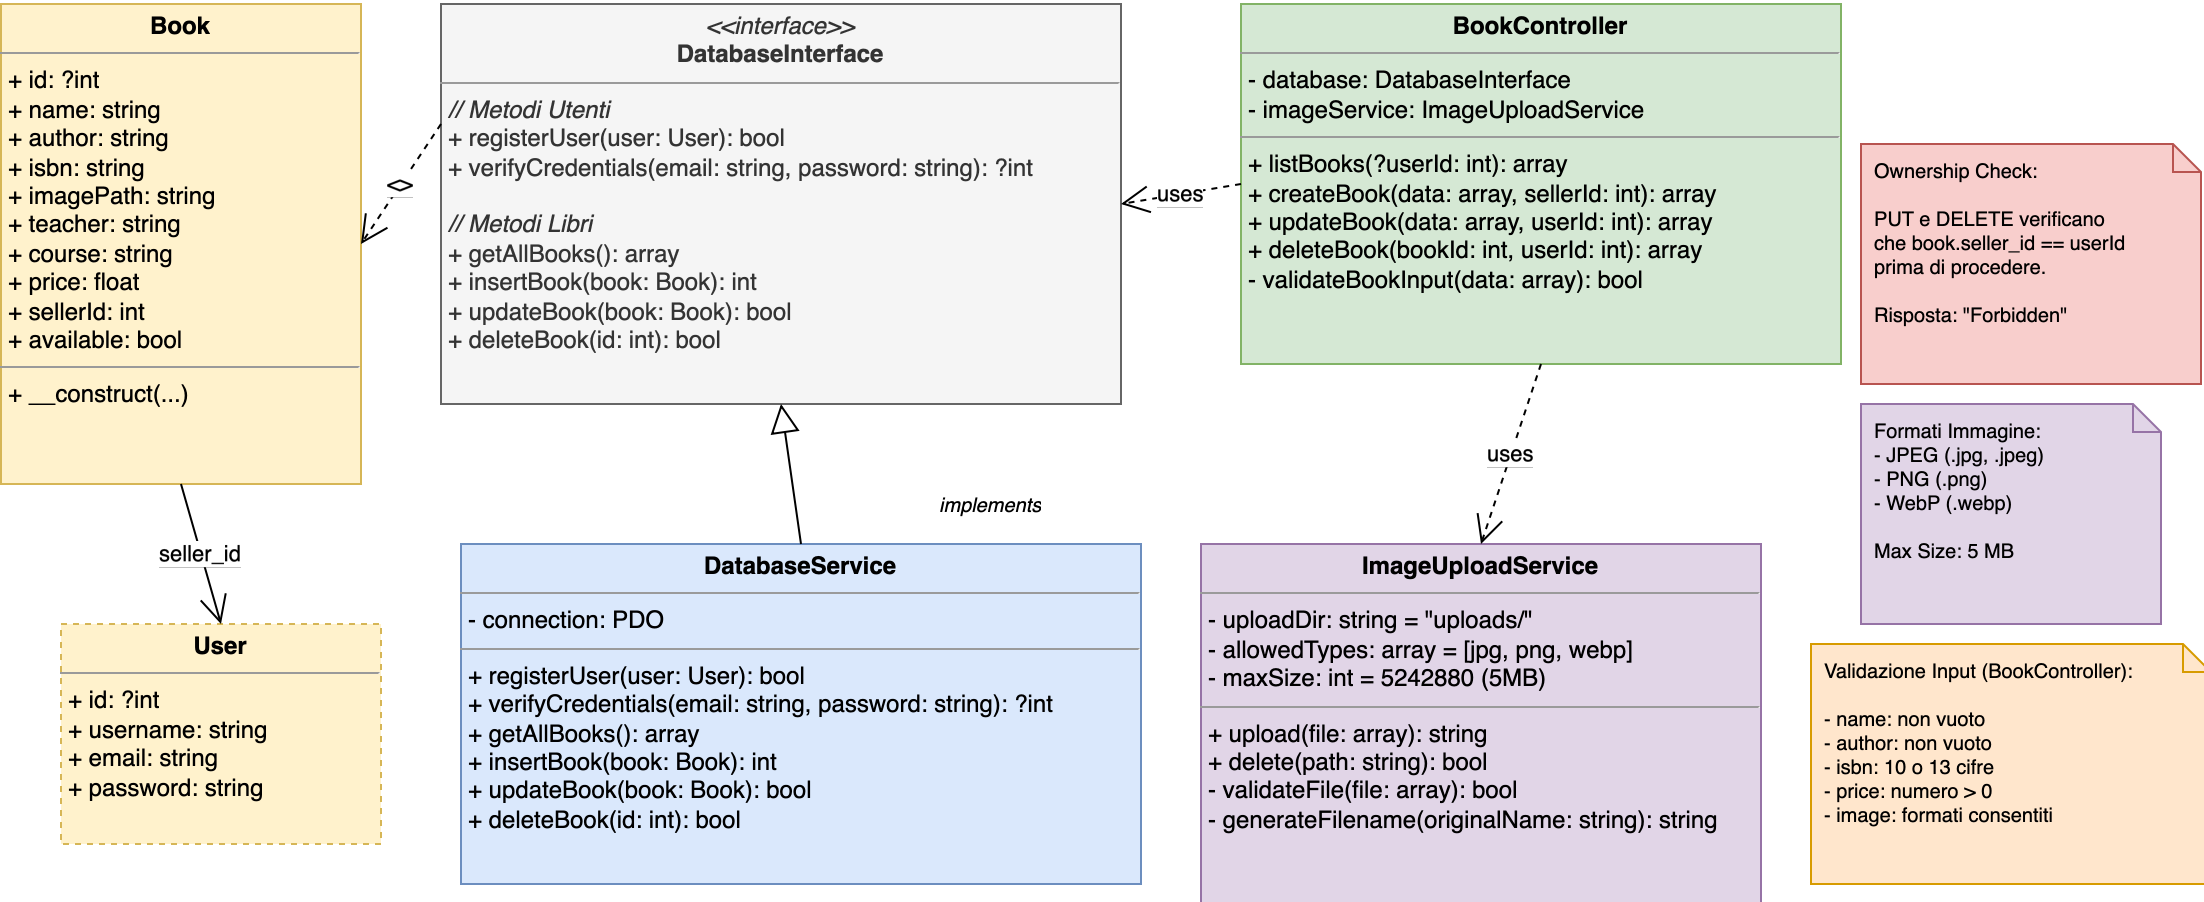 Book
+ id: ?int
+ name: string
+ author: string
+ isbn: string
+ imagePath: string
+ teacher: string
+ course: string
+ price: float
+ sellerId: int
+ available: bool
+ __construct(...)
seller_id
User
+ id: ?int
+ username: string
+ email: string
+ password: string
<<interface>>
DatabaseInterface
// Metodi Utenti
+ registerUser(user: User): bool
+ verifyCredentials(email: string, password: string): ?int
// Metodi Libri
+ getAllBooks(): array
+ insertBook(book: Book): int
+ updateBook(book: Book): bool
+ deleteBook(id: int): bool
implements
DatabaseService
- connection: PDO
+ registerUser(user: User): bool
+ verifyCredentials(email: string, password: string): ?int
+ getAllBooks(): array
+ insertBook(book: Book): int
+ updateBook(book: Book): bool
+ deleteBook(id: int): bool
uses
BookController
- database: DatabaseInterface
- imageService: ImageUploadService
+ listBooks(?userId: int): array
+ createBook(data: array, sellerId: int): array
+ updateBook(data: array, userId: int): array
+ deleteBook(bookId: int, userId: int): array
- validateBookInput(data: array): bool
uses
ImageUploadService
- uploadDir: string = "uploads/"
- allowedTypes: array = [jpg, png, webp]
- maxSize: int = 5242880 (5MB)
+ upload(file: array): string
+ delete(path: string): bool
- validateFile(file: array): bool
- generateFilename(originalName: string): string
Ownership Check:
PUT e DELETE verificano
che book.seller_id == userId
prima di procedere.
Risposta: "Forbidden"
Formati Immagine:
- JPEG (.jpg, .jpeg)
- PNG (.png)
- WebP (.webp)
Max Size: 5 MB
Validazione Input (BookController):
- name: non vuoto
- author: non vuoto
- isbn: 10 o 13 cifre
- price: numero > 0
- image: formati consentiti